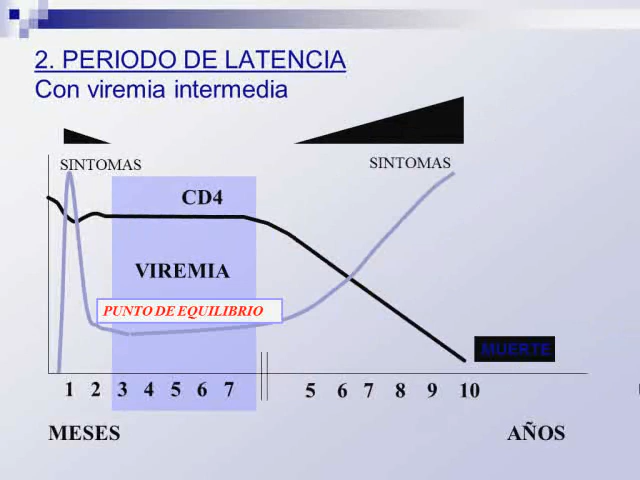 2. PERIODO DE LATENCIA
Con viremia intermedia
SINTOMAS
SINTOMAS
CD4
VIREMIA
PUNTO DE EQUILIBRIO
MUERTE
1 2 3 4 5 6 7 5 6 7 8 9 10
MESES AÑOS